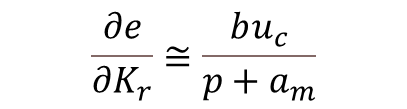 ∂e/∂K_r ≅ bu_c/(p + a_m)